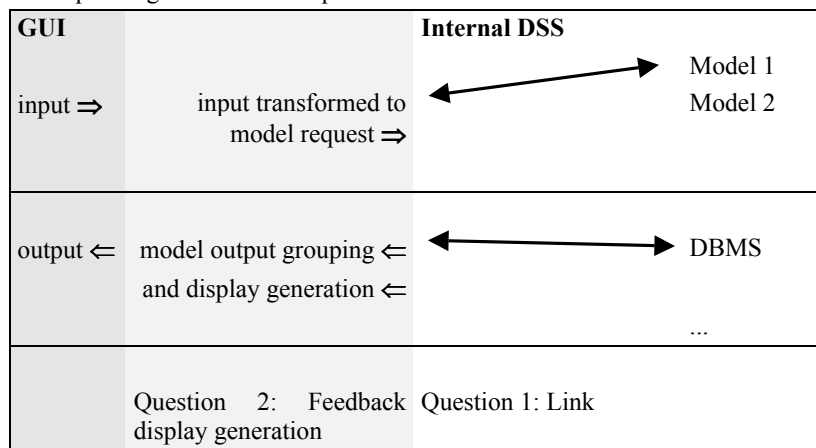 GUI Internal DSS
Model 1
input ⇒ input transformed to Model 2
model request ⇒
output ⇐ model output grouping ⇐ DBMS
and display generation ⇐
...
Question 2: Feedback Question 1: Link
display generation